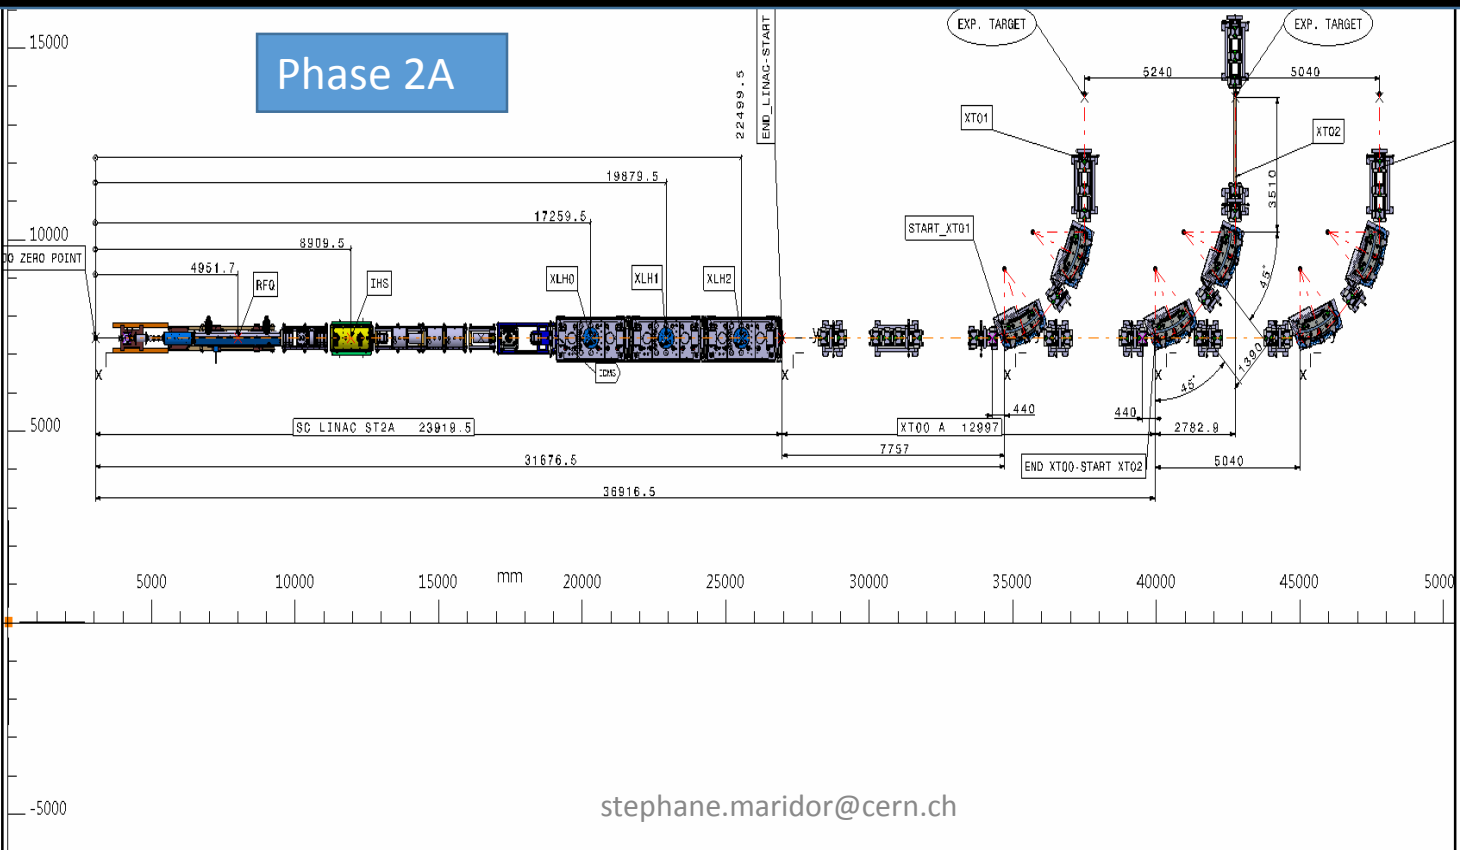 15000
Phase 2A
22499.5
END_LINAC-START
EXP. TARGET
EXP. TARGET
5240
5040
XT01
XT02
3510
19879.5
17259.5
START_XT01
10000
8909.5
ZERO POINT
4951.7
RFQ
IHS
XLH0
XLH1
XLH2
45°
1390
X
X
X
X
X
45°
440
440
5000
SC LINAC ST2A 23919.5
XT00 A 12997
2782.9
7757
31676.5
END XT00-START XT02
5040
36916.5
5000
10000
15000
mm
20000
25000
30000
35000
40000
45000
5000
-5000
stephane.maridor@cern.ch